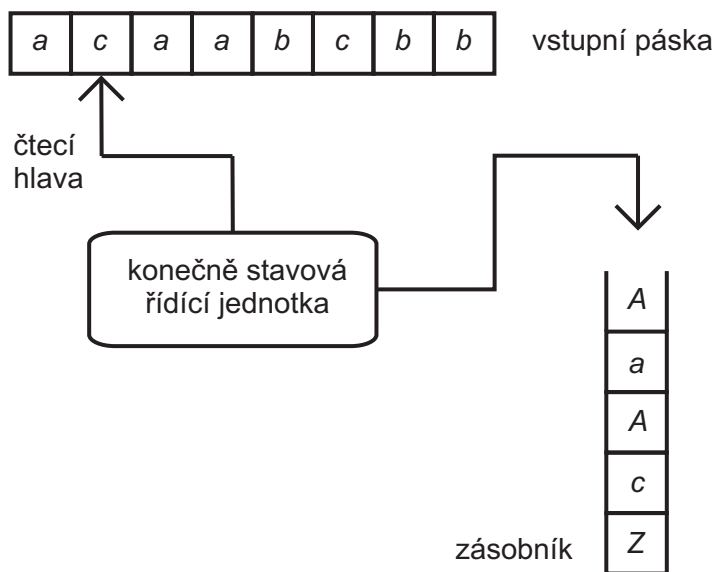 a c a a b c b b vstupní páska
čtecí
hlava
konečně stavová
řídící jednotka
A
a
A
c
zásobník Z